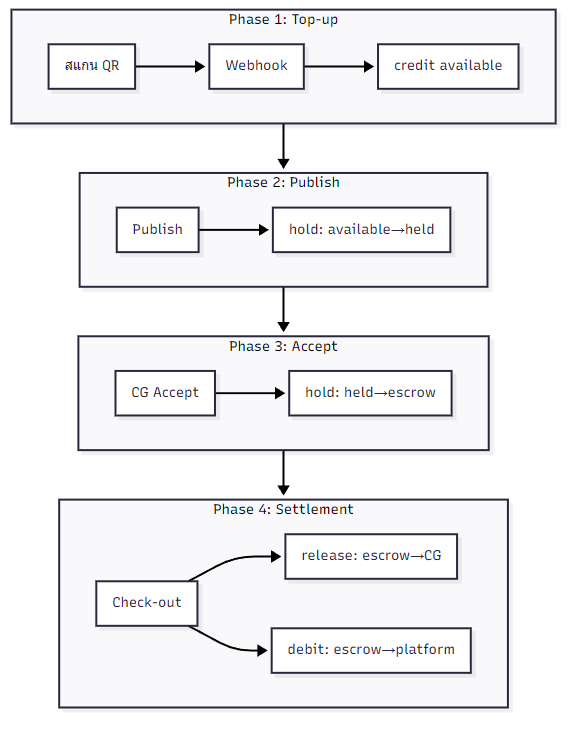 Phase 1: Top-up
สแกน QR
Webhook
credit available
Phase 2: Publish
Publish
hold: available→held
Phase 3: Accept
CG Accept
hold: held→escrow
Phase 4: Settlement
release: escrow→CG
Check-out
debit: escrow→platform